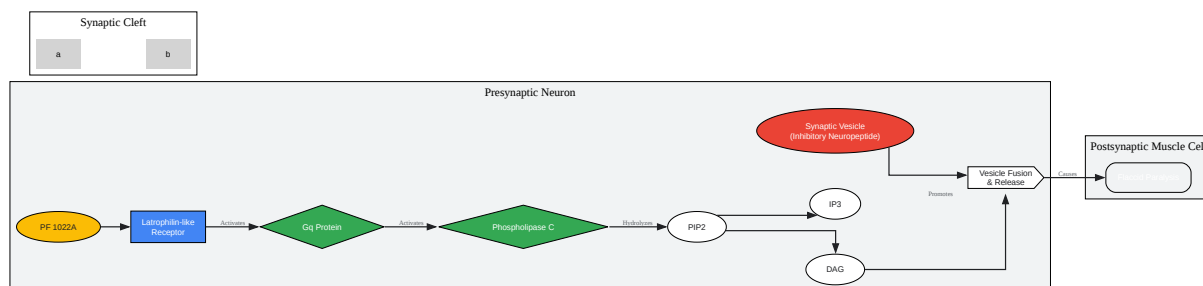 Synaptic Cleft
a
b
Presynaptic Neuron
Synaptic Vesicle
(Inhibitory Neuropeptide)
Postsynaptic Muscle Cel
Vesicle Fusion
& Release
Causes
Promotes
IP3
PF 1022A
Latrophilin-like
Receptor
Activates
Gq Protein
Activates
Phospholipase C
Hydrolyzes
PIP2
DAG